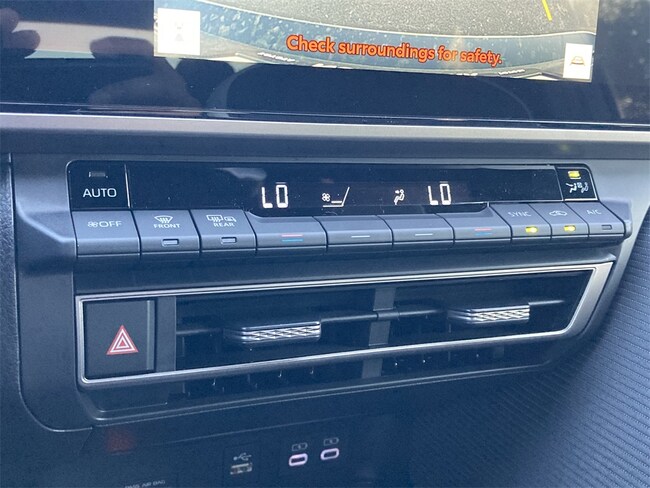 Check surroundings for safety.
AUTO
LO
LO
OFF
FRONT
REAR
SYNC
A/C